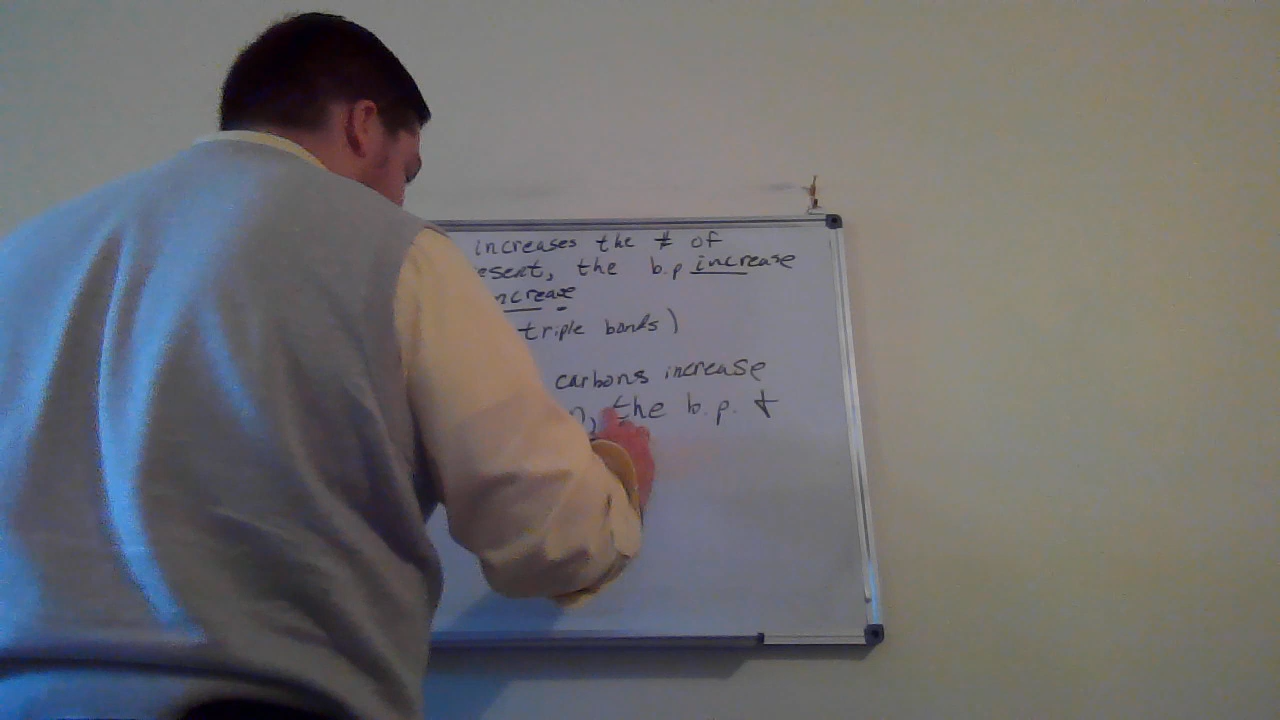 increases the # of
esent, the b.p increase
ncrease
triple bonds)
carbons increase
n, the b.p. +